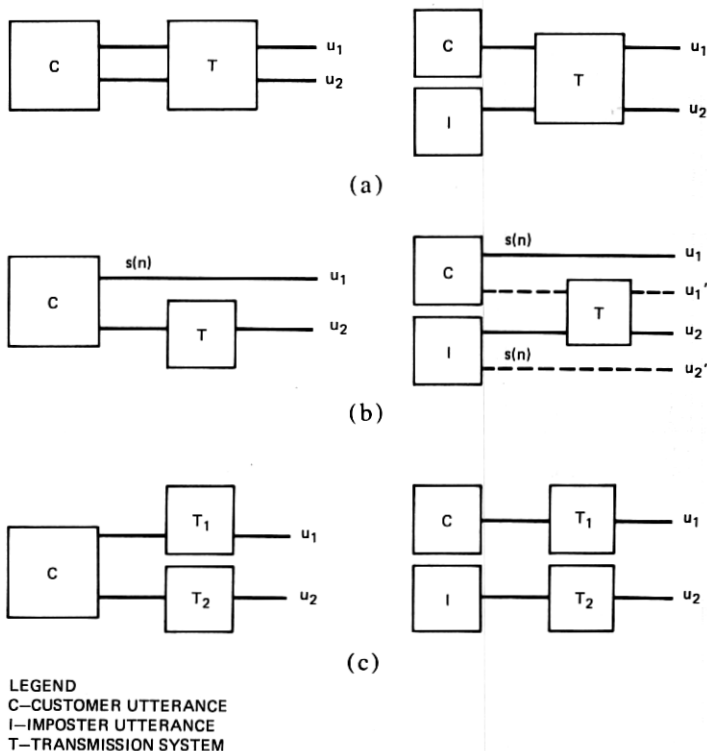 C T u1 u2
C I T u1 u2
(a)
C s(n) T u1 u2
C I s(n) T s(n) u1 u1' u2 u2'
(b)
C T1 T2 u1 u2
C I T1 T2 u1 u2
(c)
LEGEND
C–CUSTOMER UTTERANCE
I–IMPOSTER UTTERANCE
T–TRANSMISSION SYSTEM